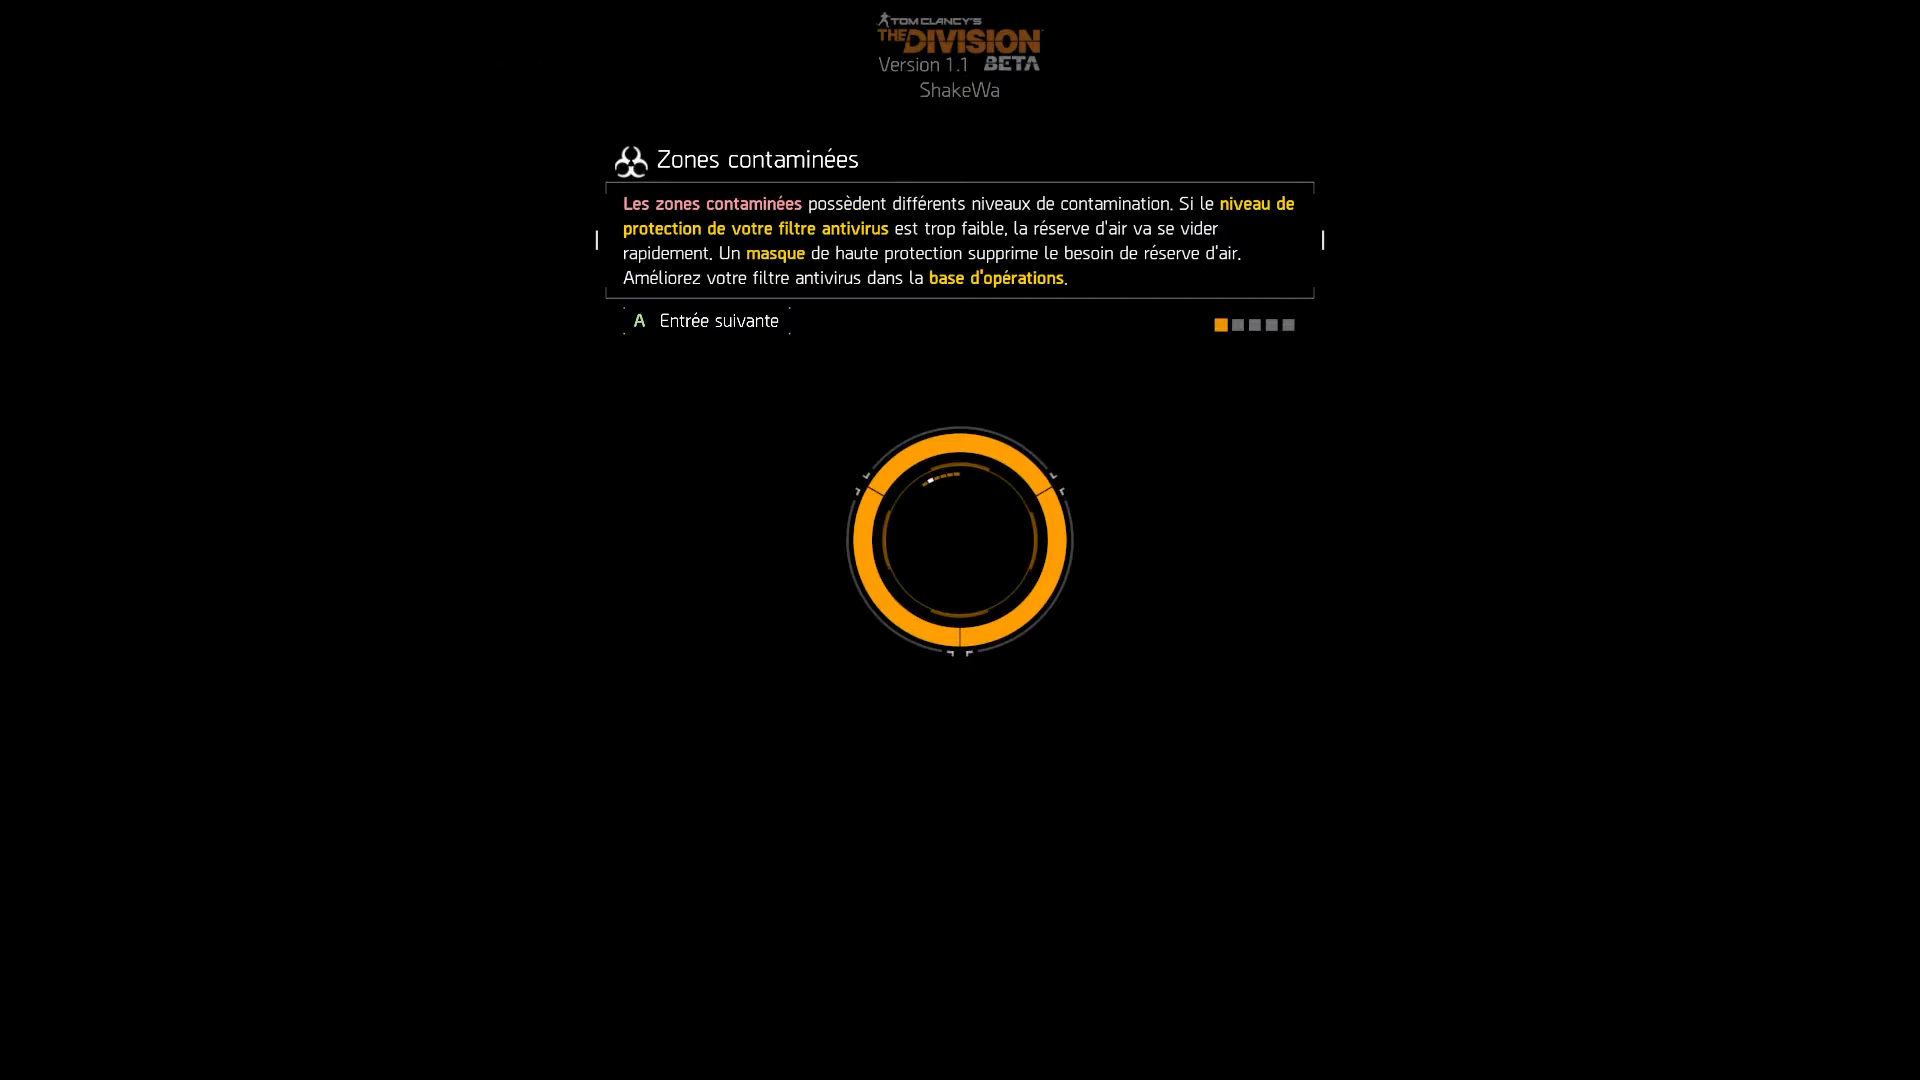 TOM CLANCY'S
THE DIVISION
Version 1.1 BETA
ShakeWa
Zones contaminées
Les zones contaminées possèdent différents niveaux de contamination. Si le niveau de
protection de votre filtre antivirus est trop faible, la réserve d'air va se vider
rapidement. Un masque de haute protection supprime le besoin de réserve d'air.
Améliorez votre filtre antivirus dans la base d'opérations.
A Entrée suivante